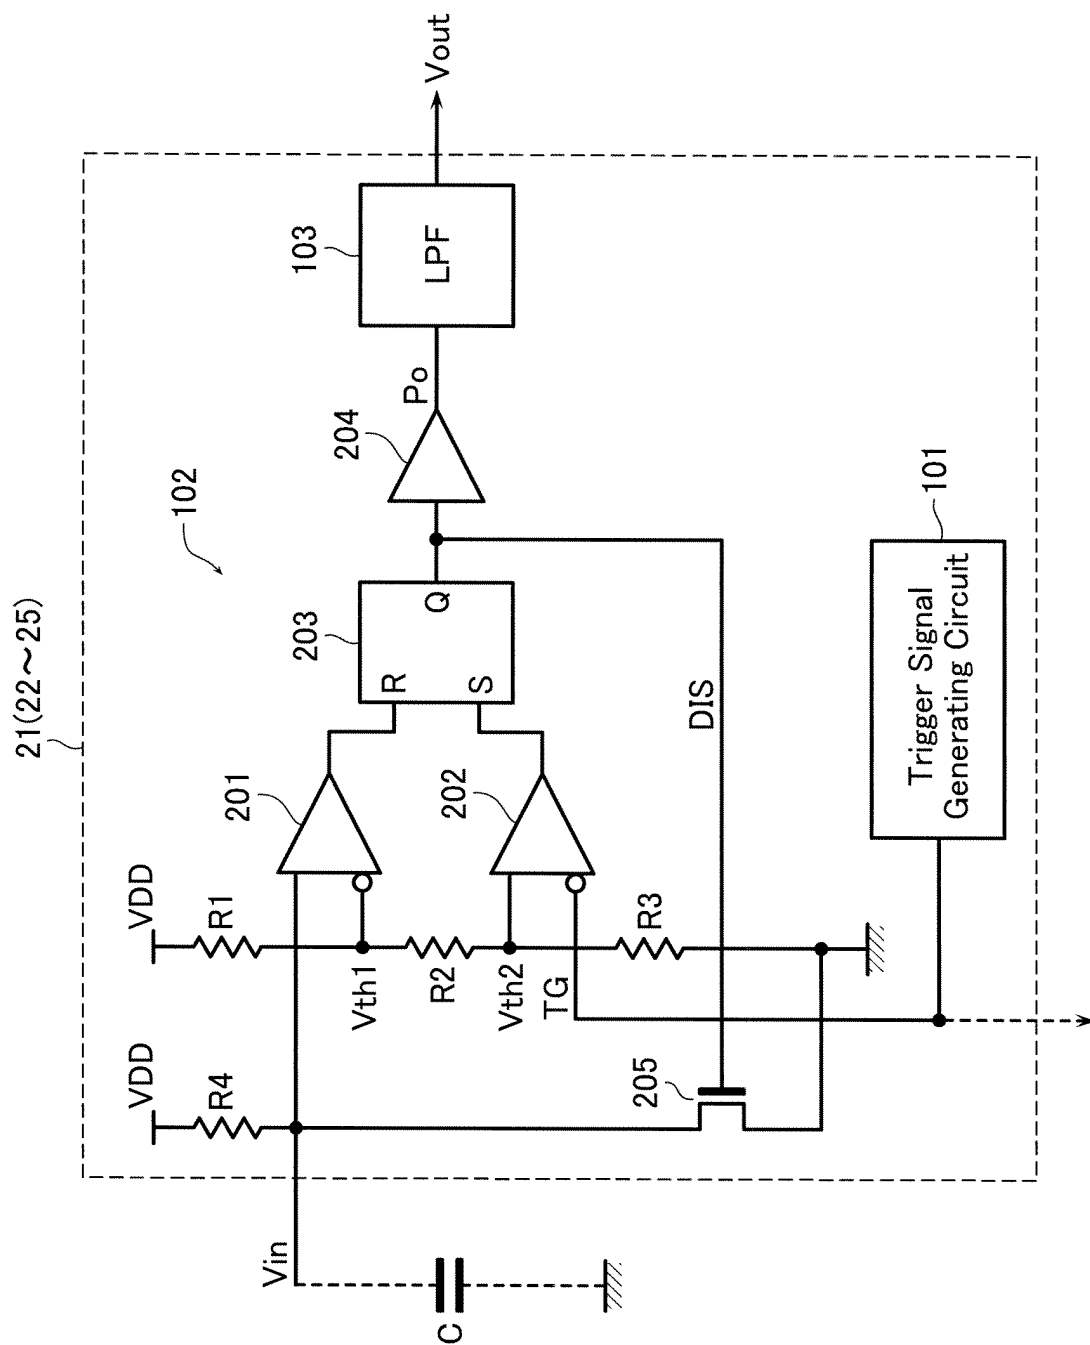 21(22～25)
102
VDD
R4
VDD
R1
Vin
C
Vth1
R2
Vth2
TG
R3
201
202
203
R
S
Q
204
Po
103
LPF
Vout
205
DIS
101
Trigger Signal
Generating Circuit